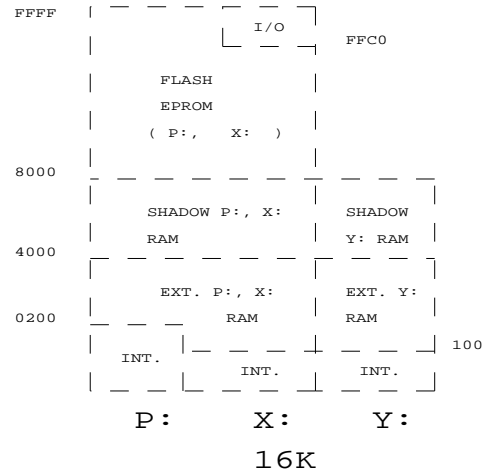 FFFF
I/O
FFC0
FLASH
EPROM
( P:, X: )
8000
SHADOW P:, X:
RAM
SHADOW
Y: RAM
4000
EXT. P:, X:
RAM
EXT. Y:
RAM
0200
100
INT.
INT.
INT.
P: X: Y:
16K